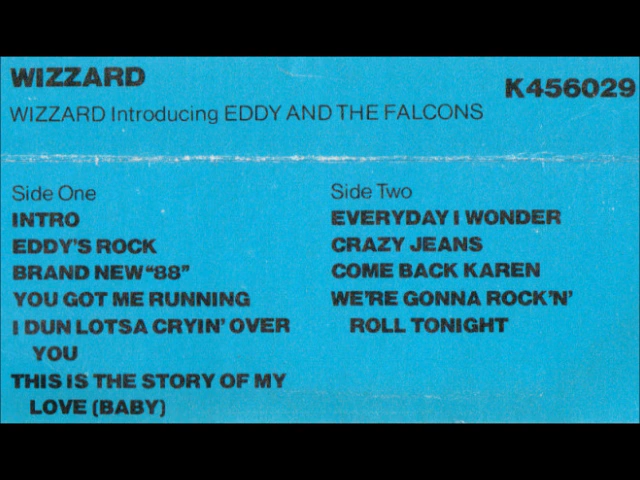 WIZZARD
K456029
WIZZARD Introducing EDDY AND THE FALCONS
Side One
INTRO
EDDY'S ROCK
BRAND NEW "88"
YOU GOT ME RUNNING
I DUN LOTSA CRYIN' OVER
YOU
THIS IS THE STORY OF MY
LOVE (BABY)
Side Two
EVERYDAY I WONDER
CRAZY JEANS
COME BACK KAREN
WE'RE GONNA ROCK'N'
ROLL TONIGHT